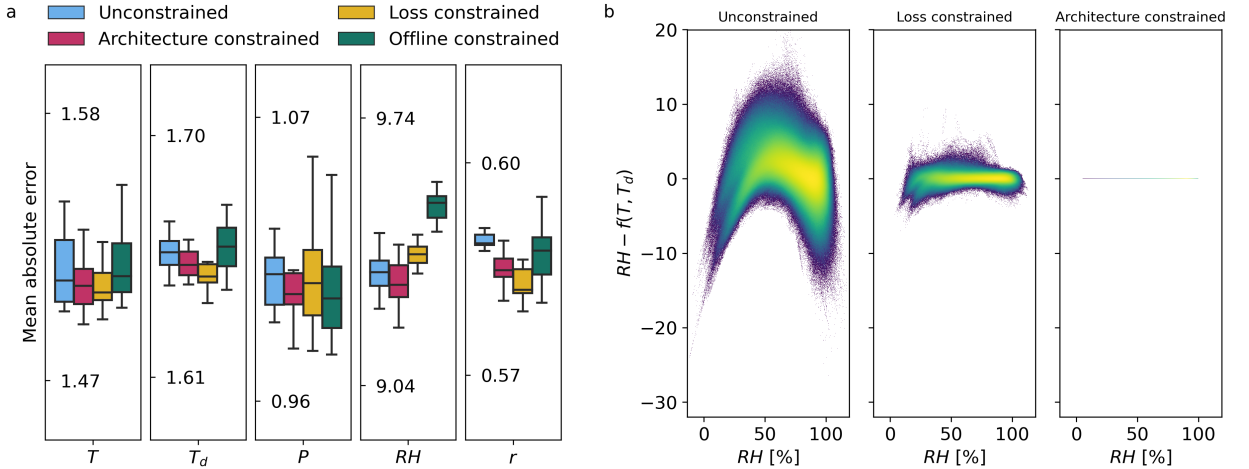 a
Unconstrained
Loss constrained
Architecture constrained
Offline constrained
Mean absolute error
1.58
1.47
T
1.70
1.61
T_d
1.07
0.96
P
9.74
9.04
RH
0.60
0.57
r
b
Unconstrained
Loss constrained
Architecture constrained
RH − f(T, T_d)
20
15
10
5
0
−5
−10
−20
−30
0 50 100
RH [%]
0 50 100
RH [%]
0 50 100
RH [%]